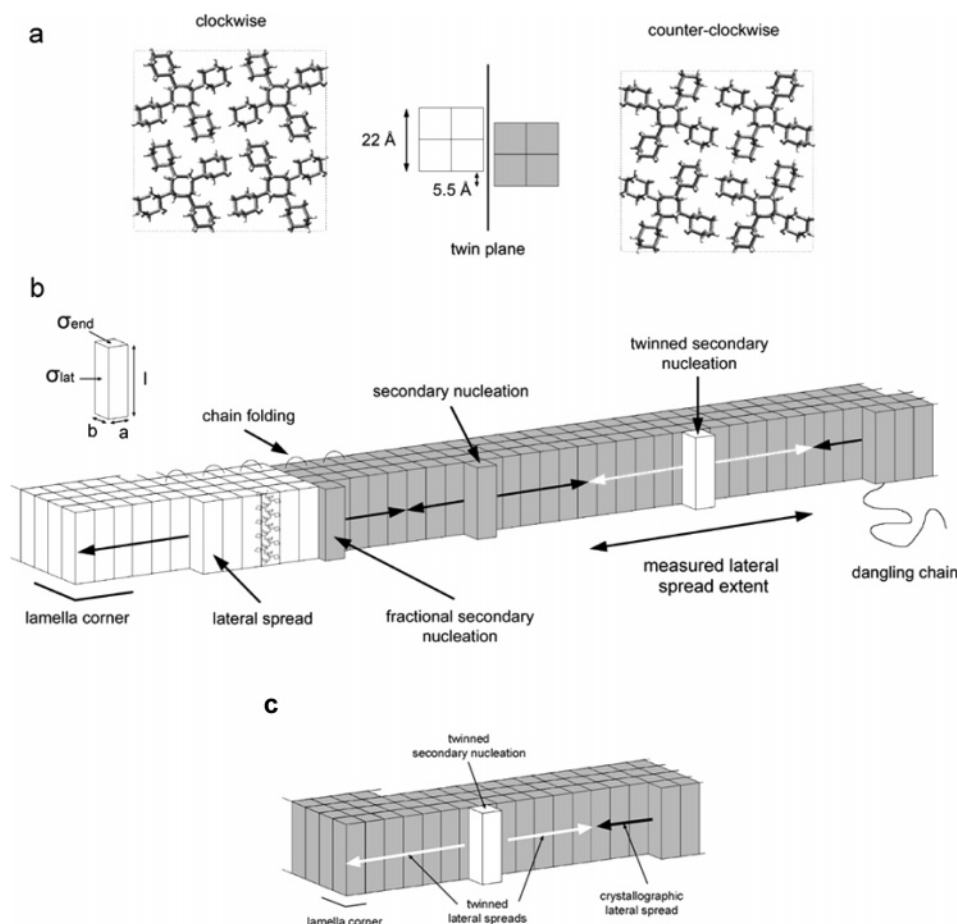 a
clockwise
counter-clockwise
22 Å
5.5 Å
twin plane
b
σend
σlat
l
b
a
chain folding
secondary nucleation
twinned secondary
nucleation
lamella corner
lateral spread
fractional secondary
nucleation
measured lateral
spread extent
dangling chain
c
twinned
secondary nucleation
lamella corner
twinned
lateral spreads
crystallographic
lateral spread